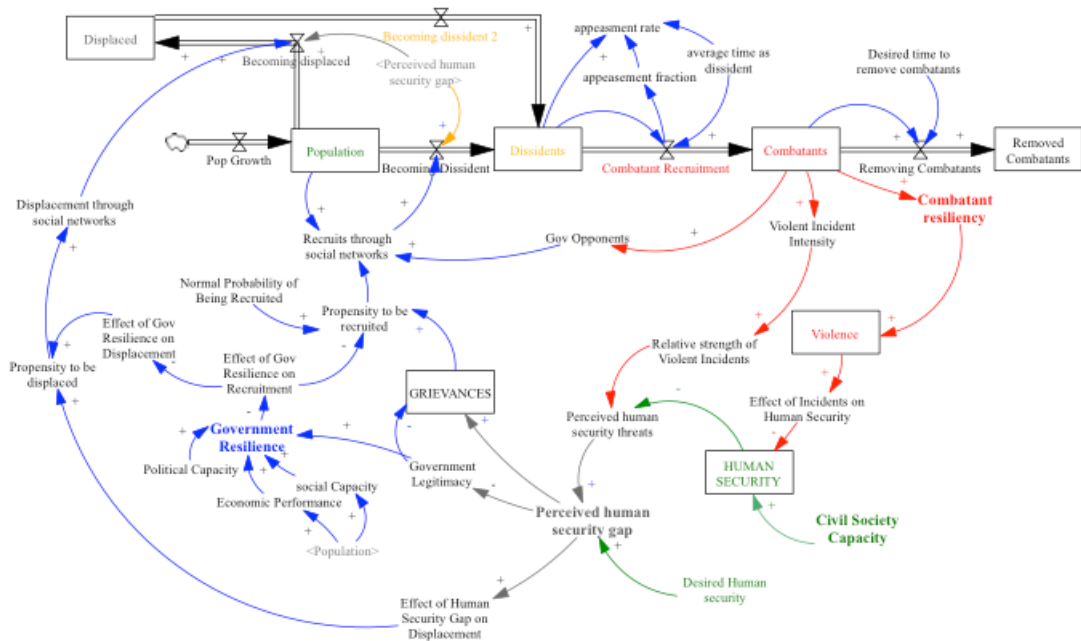 Displaced
Becoming dissident 2
appeasment rate
average time as
dissident
Desired time to
remove combatants
Becoming displaced
<Perceived human
security gap>
appeasement fraction
Pop Growth
Population
Becoming Dissident
Dissidents
Combatant Recruitment
Combatants
Removing Combatants
Removed
Combatants
Displacement through
social networks
Recruits through
social networks
Gov Opponents
Violent Incident
Intensity
Combatant
resiliency
Normal Probability of
Being Recruited
Propensity to be
recruited
Effect of Gov
Resilience on
Displacement
Propensity to be
displaced
Effect of Gov
Resilience on
Recruitment
GRIEVANCES
Relative strength of
Violent Incidents
Violence
Effect of Incidents on
Human Security
Perceived human
security threats
Government
Resilience
Political Capacity
social Capacity
Economic Performance
Government
Legitimacy
HUMAN
SECURITY
Perceived human
security gap
Civil Society
Capacity
<Population>
Desired Human
security
Effect of Human
Security Gap on
Displacement